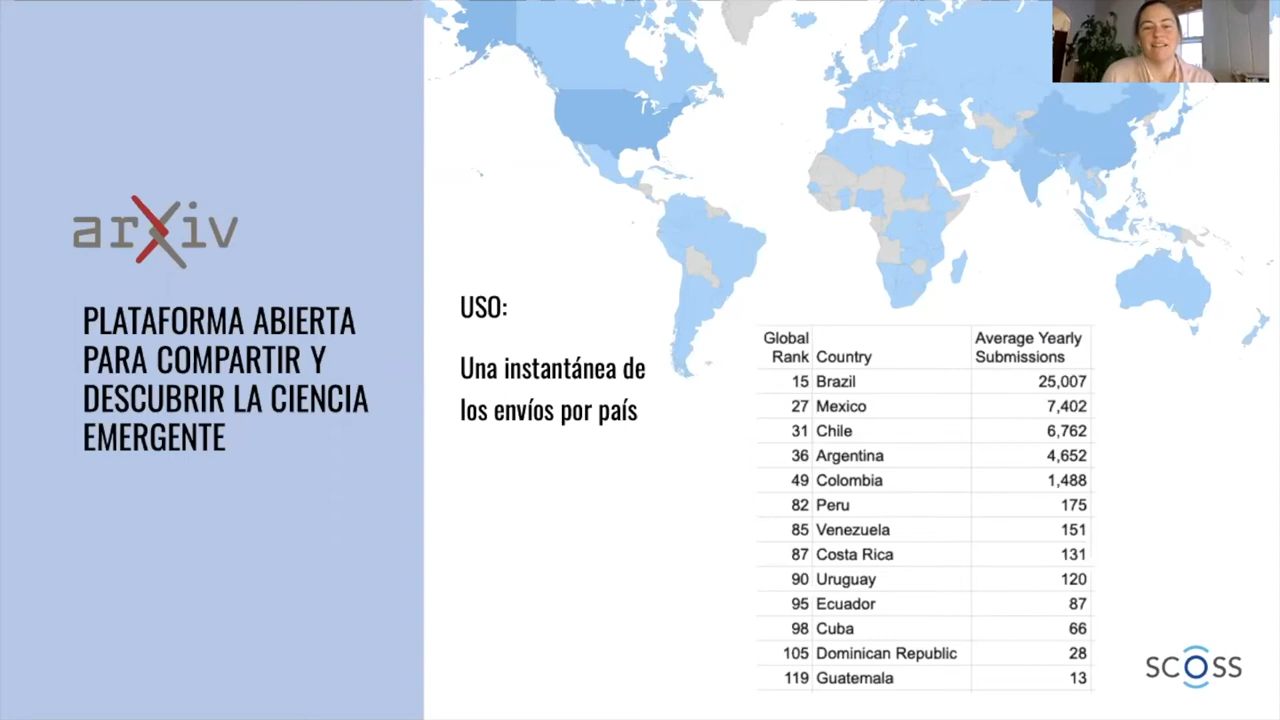 arXiv
PLATAFORMA ABIERTA
PARA COMPARTIR Y
DESCUBRIR LA CIENCIA
EMERGENTE
USO:
Una instantánea de
los envíos por país
Global Rank Country Average Yearly Submissions
15 Brazil 25,007
27 Mexico 7,402
31 Chile 6,762
36 Argentina 4,652
49 Colombia 1,488
82 Peru 175
85 Venezuela 151
87 Costa Rica 131
90 Uruguay 120
95 Ecuador 87
98 Cuba 66
105 Dominican Republic 28
119 Guatemala 13
SCOSS